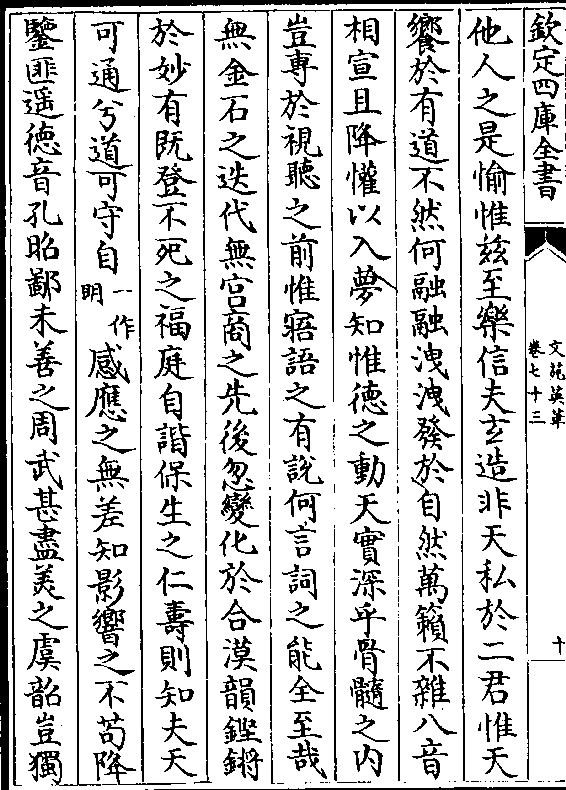 欽定四庫全書
文苑英華
卷七十三
十
他人之是愉惟兹至樂信夫𤣥造非天私於二君惟天
饗於有道不然何融融洩洩發於自然萬籟不雜八音
相宣且降懽以入夢知惟德之動天實深乎骨髓之内
豈専於視聽之前惟寤語之有說何言詞之能全至哉
無金石之迭代無宫商之先後忽變化於合漠韻鏗鏘
於妙有既登不死之福庭自諧保生之仁壽則知夫天
可通兮道可守自一作明感應之無差知影響之不苟降
鑒匪遥德音孔昭鄙未善之周武甚盡美之虞韶豈獨